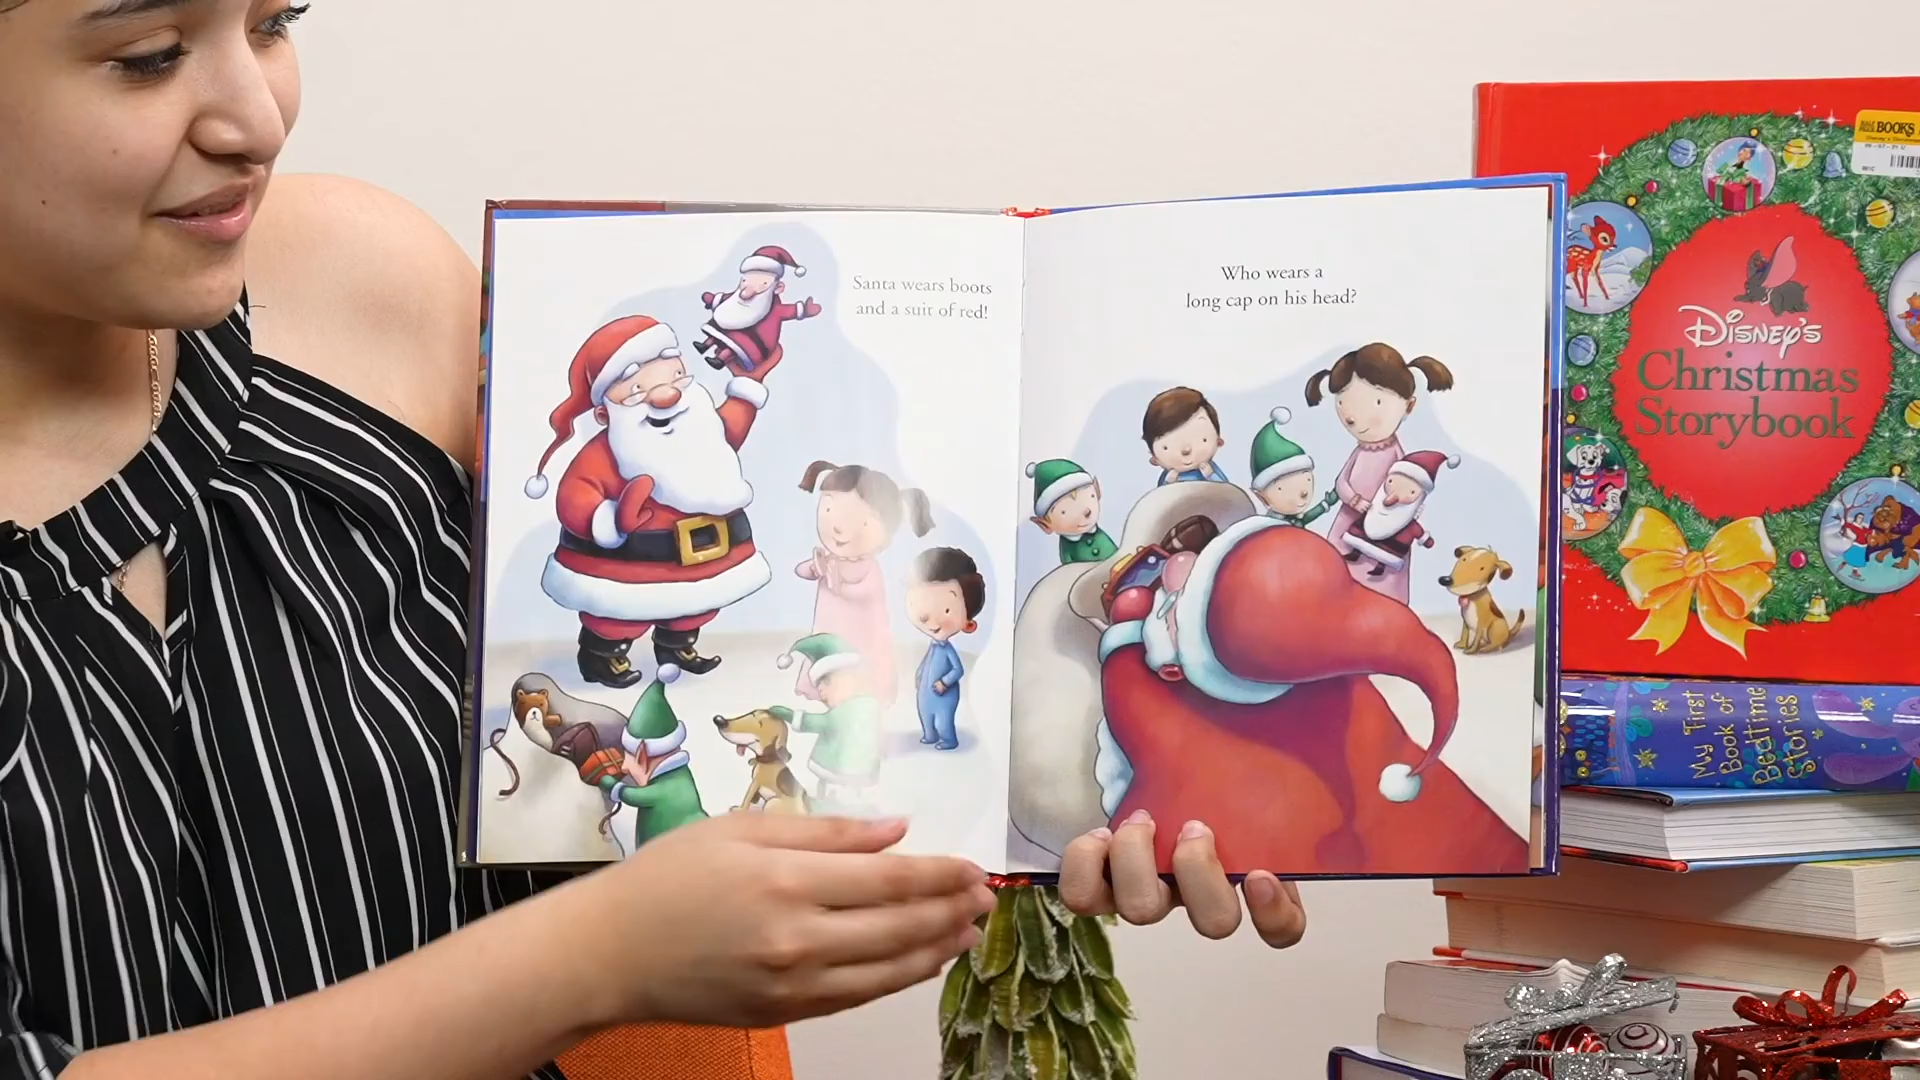 Santa wears boots
and a suit of red!
Who wears a
long cap on his head?
BOOKS
DISNEY'S
Christmas
Storybook
My First
Book of
Bedtime
Stories